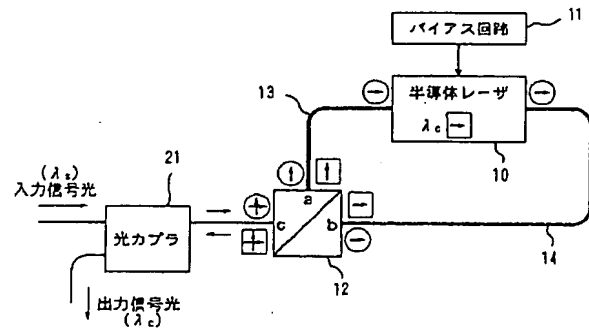 11
バイアス回路
13
半導体レーザ
λc
10
(λs)
入力信号光
21
光カプラ
a
c
b
12
14
出力信号光
(λc)